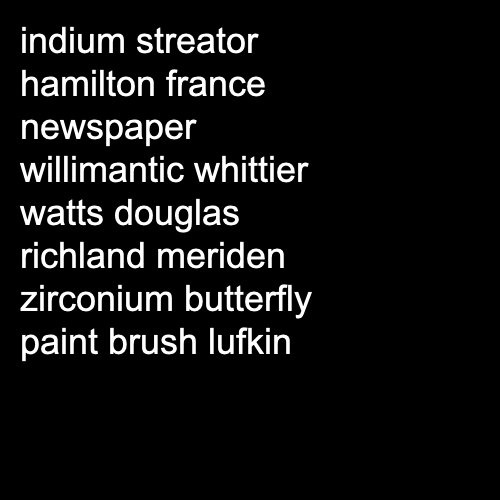 indium streator
hamilton france
newspaper
willimantic whittier
watts douglas
richland meriden
zirconium butterfly
paint brush lufkin